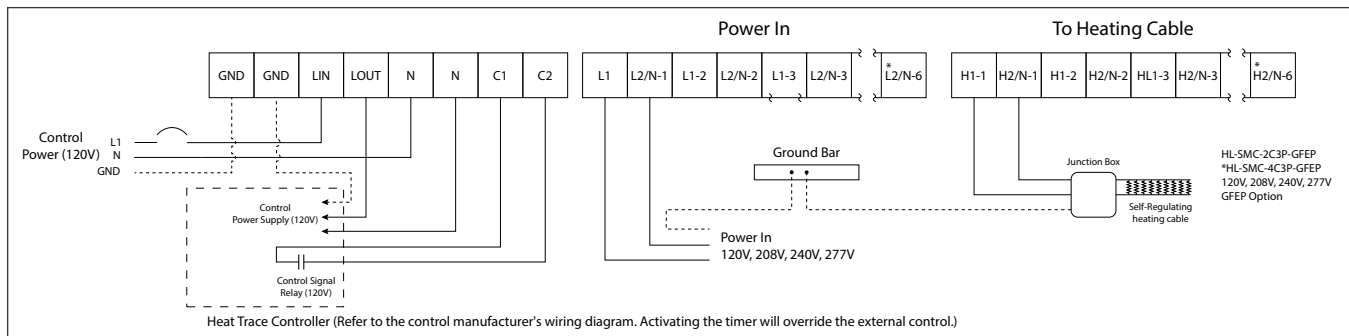 Power In
To Heating Cable
GND GND LIN LOUT N N C1 C2
L1 L2/N-1 L1-2 L2/N-2 L1-3 L2/N-3 *L2/N-6
H1-1 H2/N-1 H1-2 H2/N-2 HL1-3 H2/N-3 *H2/N-6
Control
Power (120V)
L1
N
GND
Control
Power Supply (120V)
Control Signal
Relay (120V)
Ground Bar
Power In
120V, 208V, 240V, 277V
Junction Box
Self-Regulating
heating cable
HL-SMC-2C3P-GFEP
*HL-SMC-4C3P-GFEP
120V, 208V, 240V, 277V
GFEP Option
Heat Trace Controller (Refer to the control manufacturer's wiring diagram. Activating the timer will override the external control.)